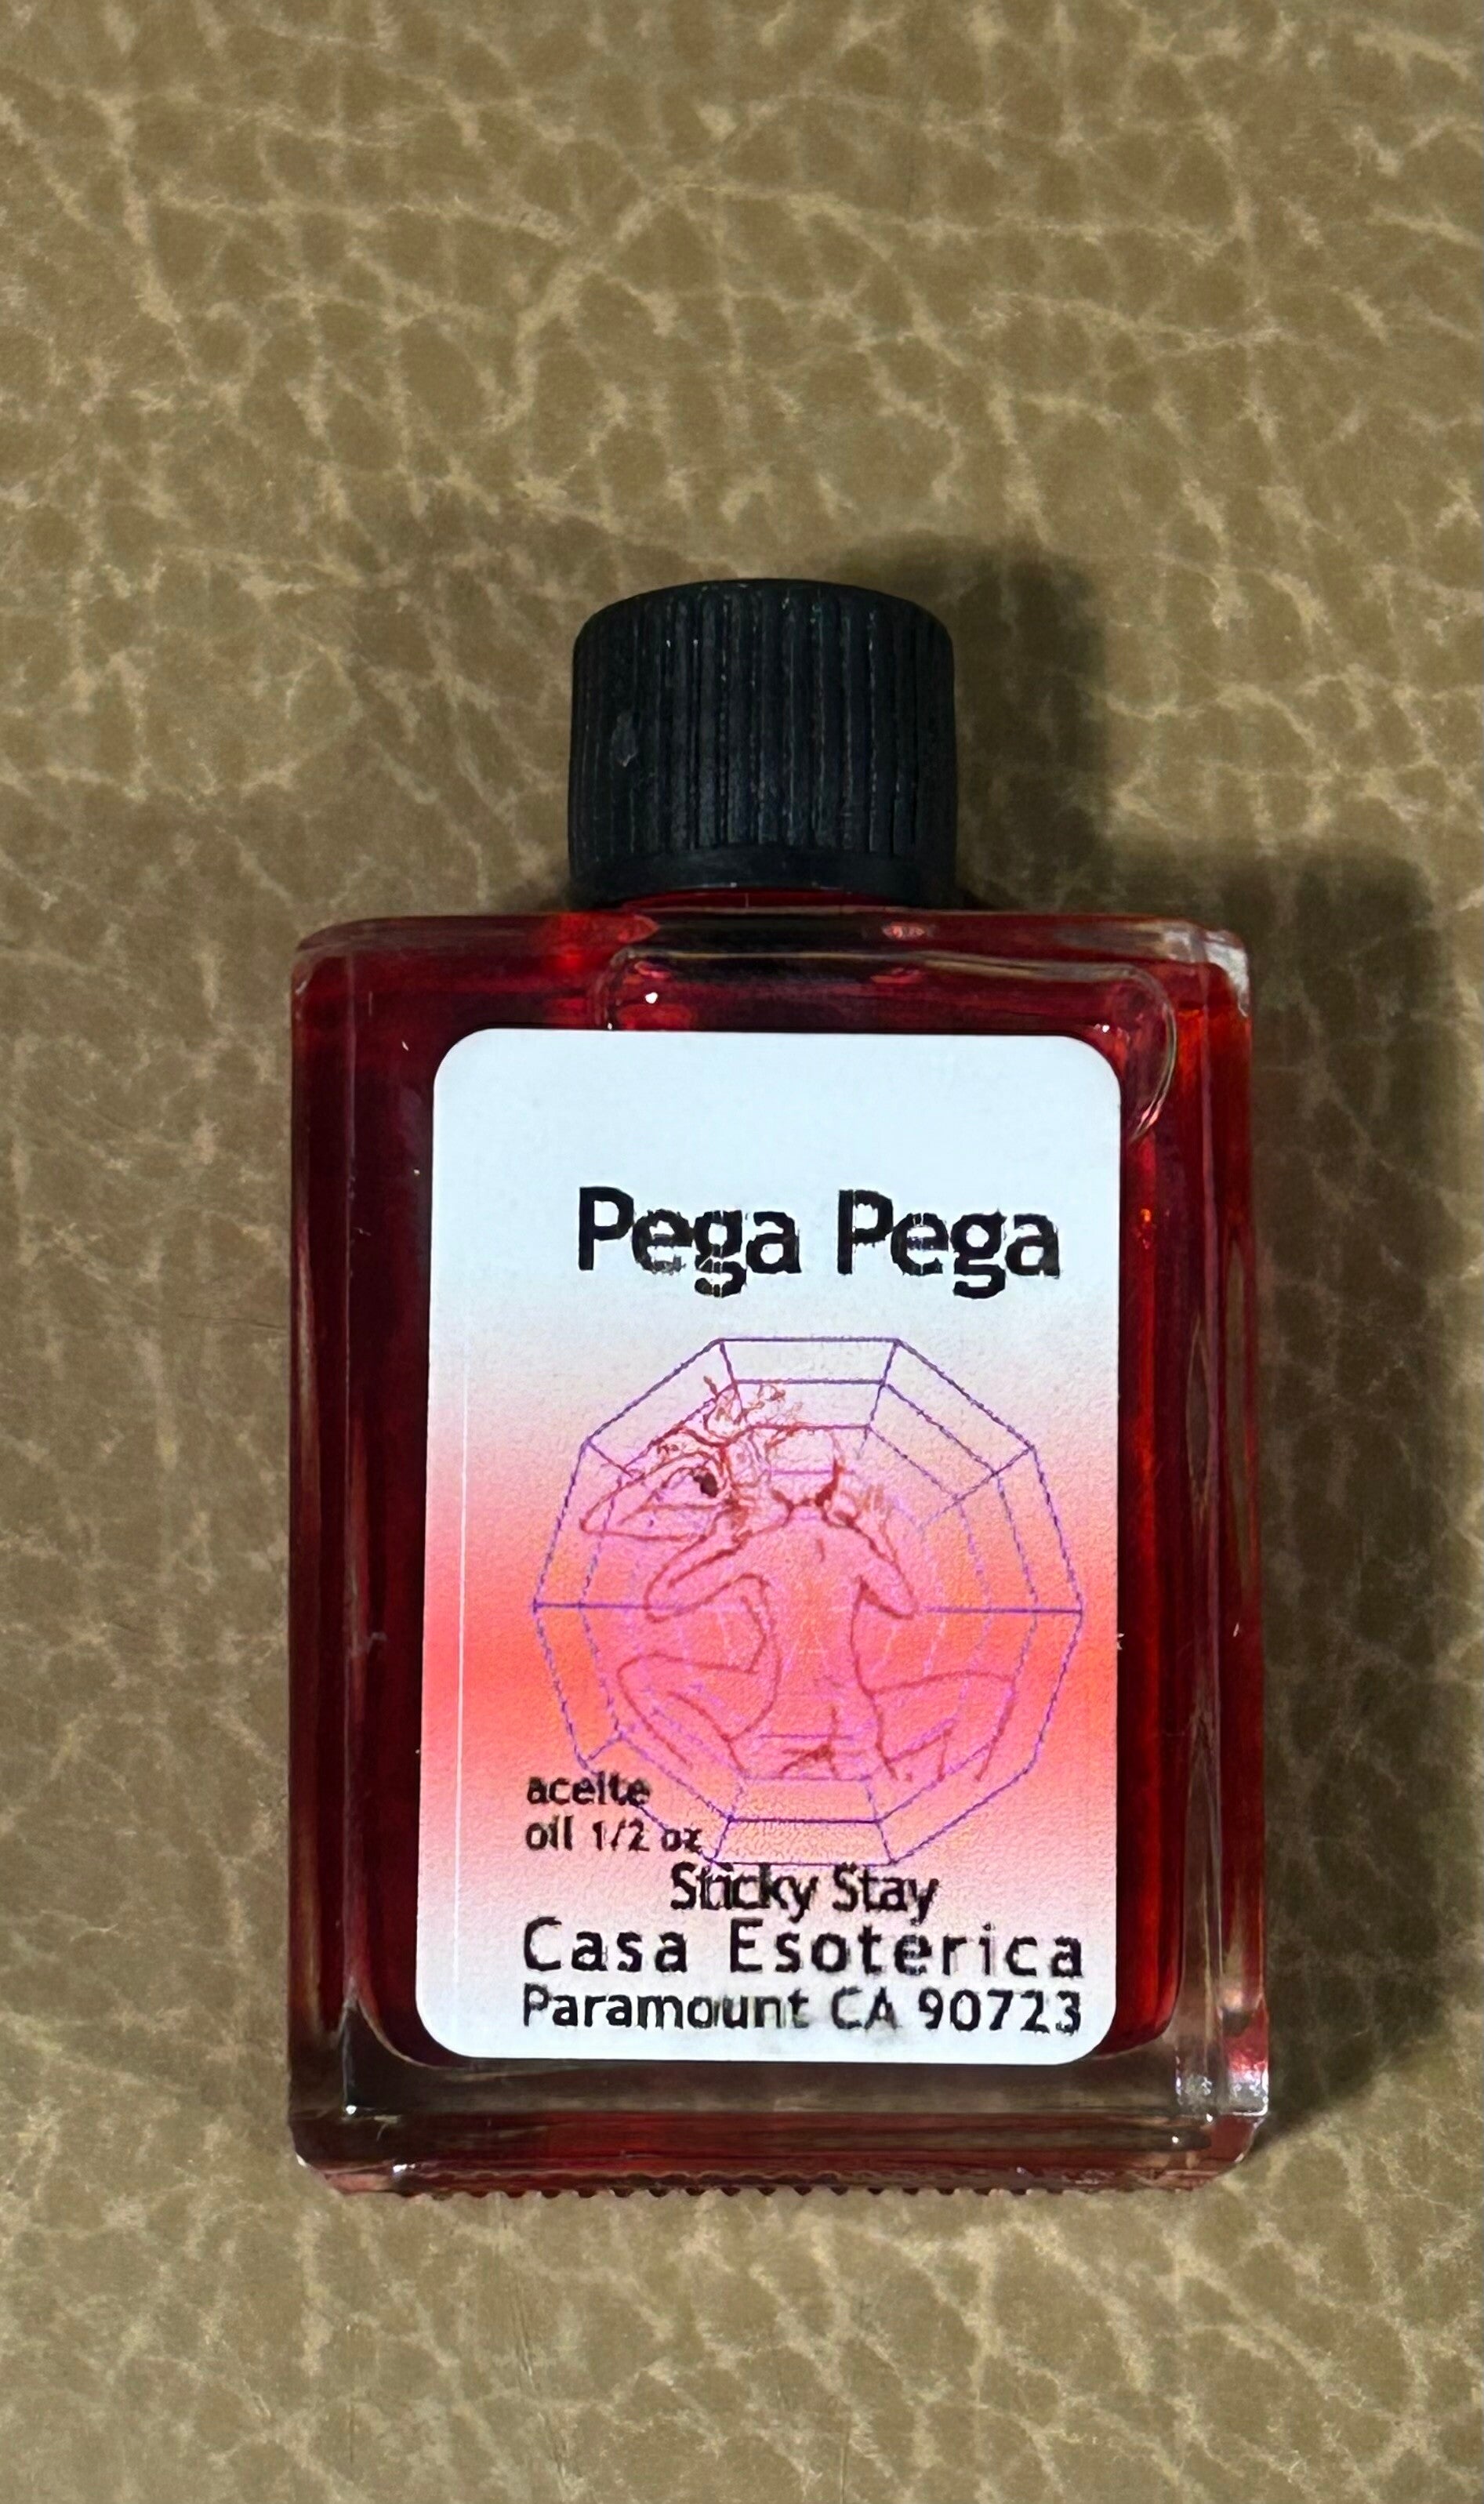 Pega Pega
aceite
oil 1/2 oz
Sticky Stay
Casa Esoterica
Paramount CA 90723